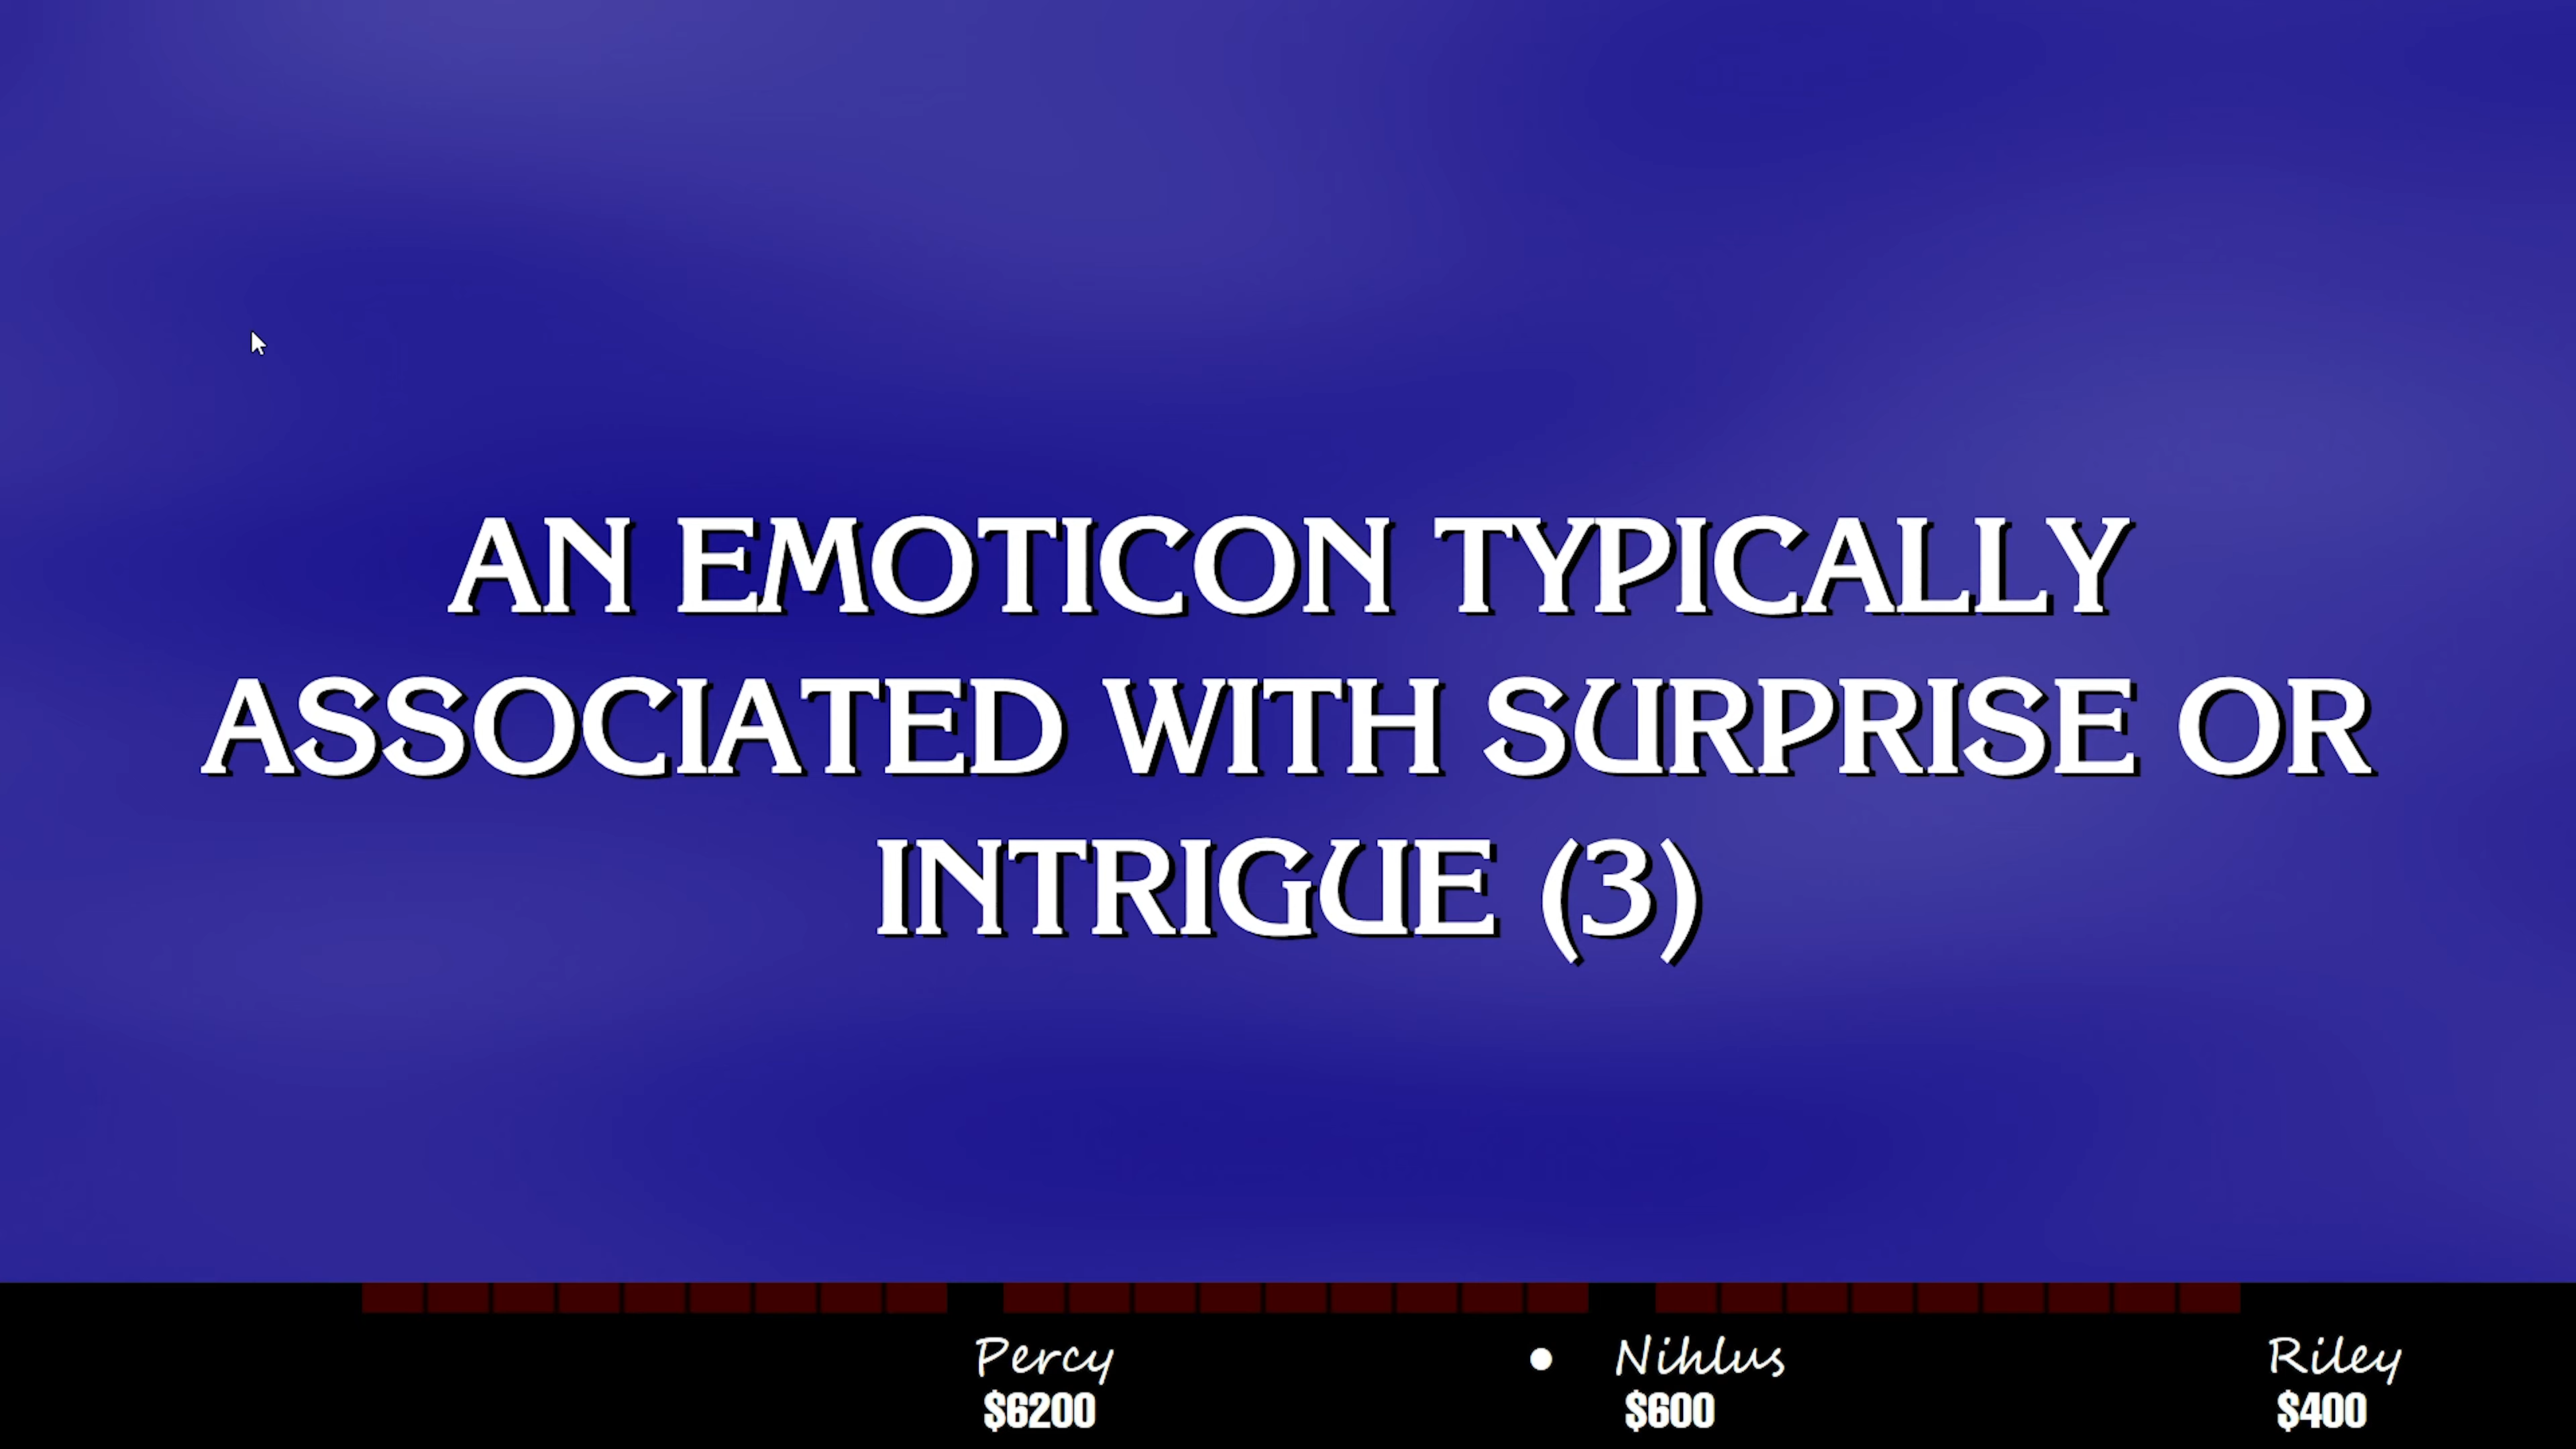 AN EMOTICON TYPICALLY
ASSOCIATED WITH SURPRISE OR
INTRIGUE (3)
Percy
Nihlus
Riley
$6200
$600
$400